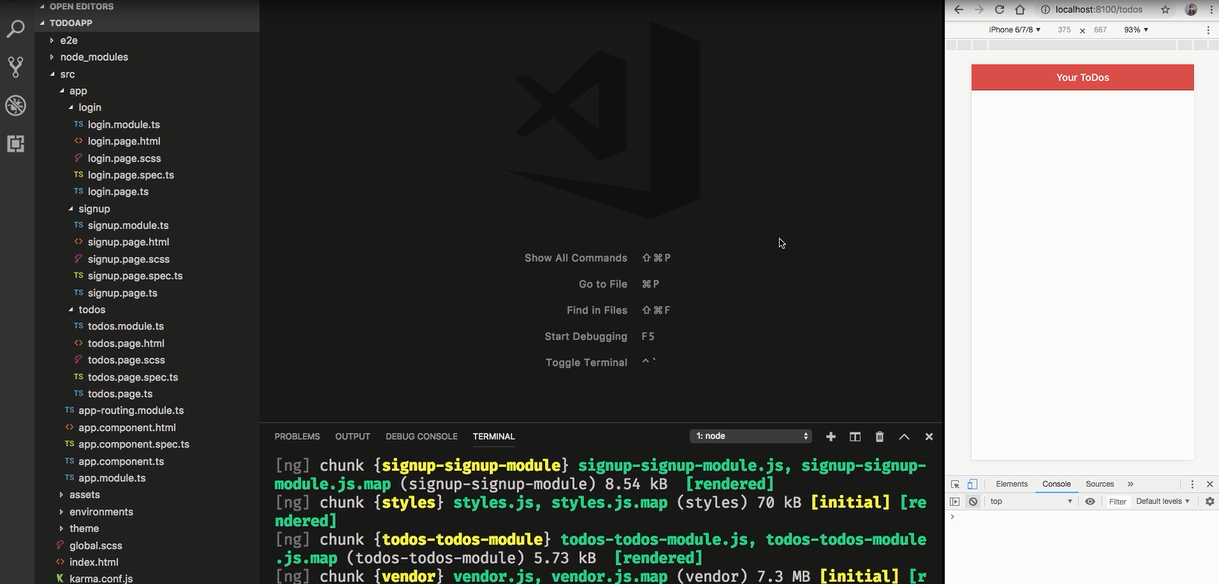 OPEN EDITORS
TODOAPP
e2e
node_modules
src
app
login
TS login.module.ts
<> login.page.html
login.page.scss
TS login.page.spec.ts
TS login.page.ts
signup
TS signup.module.ts
<> signup.page.html
signup.page.scss
TS signup.page.spec.ts
TS signup.page.ts
todos
TS todos.module.ts
<> todos.page.html
todos.page.scss
TS todos.page.spec.ts
TS todos.page.ts
TS app-routing.module.ts
<> app.component.html
TS app.component.spec.ts
TS app.component.ts
TS app.module.ts
assets
environments
theme
global.scss
<> index.html
K karma.conf.js
Show All Commands ⇧⌘P
Go to File ⌘P
Find in Files ⇧⌘F
Start Debugging F5
Toggle Terminal ^`
PROBLEMS OUTPUT DEBUG CONSOLE TERMINAL 1: node
[ng] chunk {signup-signup-module} signup-signup-module.js, signup-signup-
module.js.map (signup-signup-module) 8.54 kB [rendered]
[ng] chunk {styles} styles.js, styles.js.map (styles) 70 kB [initial] [re
ndered]
[ng] chunk {todos-todos-module} todos-todos-module.js, todos-todos-module
.js.map (todos-todos-module) 5.73 kB [rendered]
[ng] chunk {vendor} vendor.js, vendor.js.map (vendor) 7.3 MB [initial] [r
localhost:8100/todos
iPhone 6/7/8 ▼ 375 × 667 93% ▼
Your ToDos
Elements Console Sources »
top ▼ Filter Default levels ▼
>